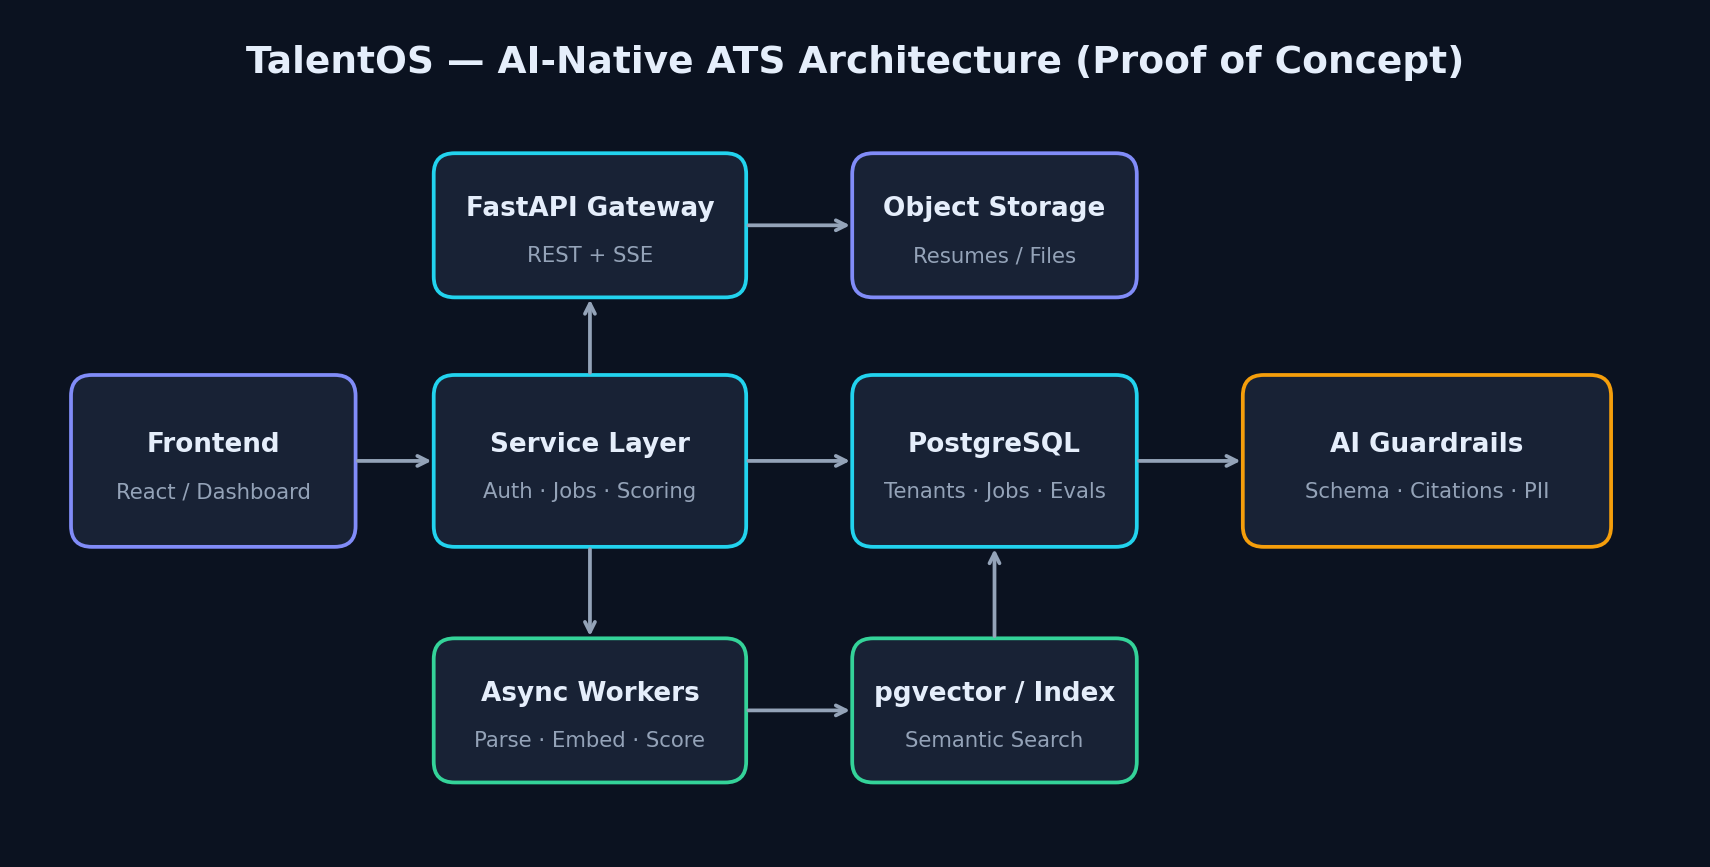 TalentOS — AI-Native ATS Architecture (Proof of Concept)
FastAPI Gateway
REST + SSE
Object Storage
Resumes / Files
Frontend
React / Dashboard
Service Layer
Auth · Jobs · Scoring
PostgreSQL
Tenants · Jobs · Evals
AI Guardrails
Schema · Citations · PII
Async Workers
Parse · Embed · Score
pgvector / Index
Semantic Search